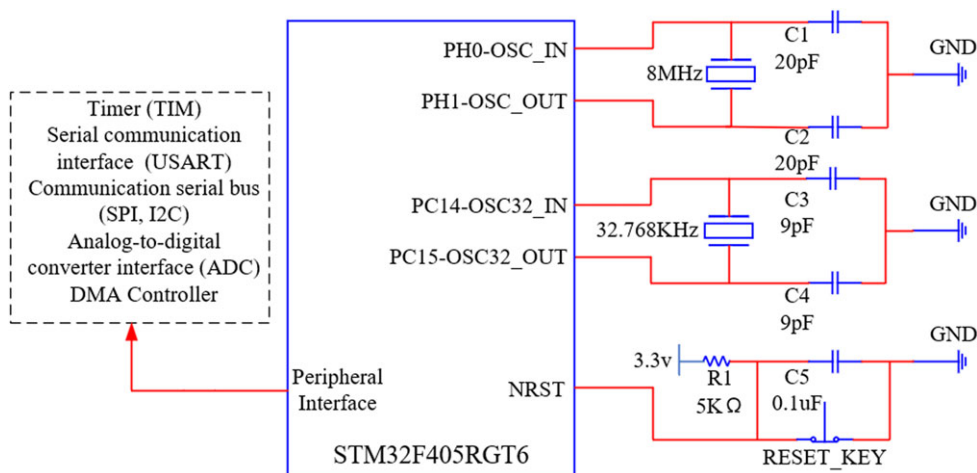 Timer (TIM)
Serial communication
interface (USART)
Communication serial bus
(SPI, I2C)
Analog-to-digital
converter interface (ADC)
DMA Controller
Peripheral
Interface
STM32F405RGT6
PH0-OSC_IN
PH1-OSC_OUT
PC14-OSC32_IN
PC15-OSC32_OUT
NRST
8MHz
C1
20pF
C2
20pF
GND
32.768KHz
C3
9pF
C4
9pF
GND
3.3v
R1
5KΩ
C5
0.1uF
RESET_KEY
GND